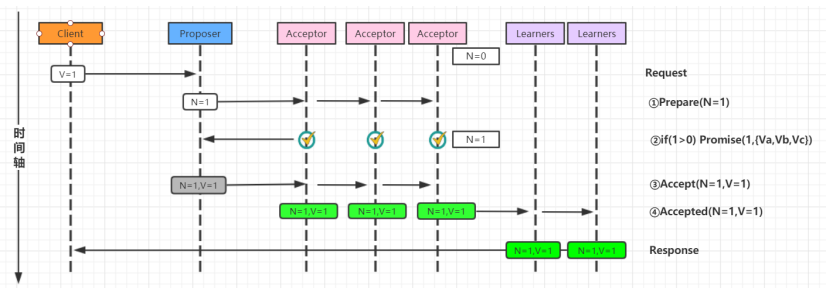 Client Proposer Acceptor Acceptor Acceptor Learners Learners
N=0
V=1 Request
N=1 ①Prepare(N=1)
N=1 ②if(1>0) Promise(1,{Va,Vb,Vc})
时间轴
N=1,V=1 ③Accept(N=1,V=1)
N=1,V=1 N=1,V=1 N=1,V=1 ④Accepted(N=1,V=1)
N=1,V=1 N=1,V=1 Response